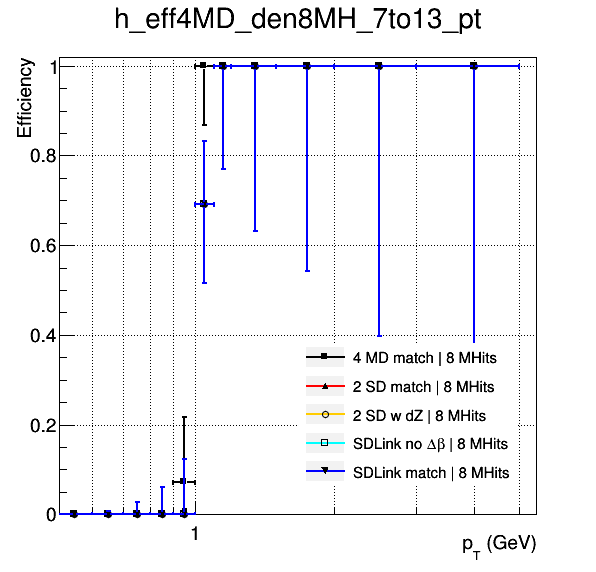 h_eff4MD_den8MH_7to13_pt
Efficiency
1
0.8
0.6
0.4
0.2
0
4 MD match | 8 MHits
2 SD match | 8 MHits
2 SD w dZ | 8 MHits
SDLink no Δβ | 8 MHits
SDLink match | 8 MHits
1
p_T (GeV)